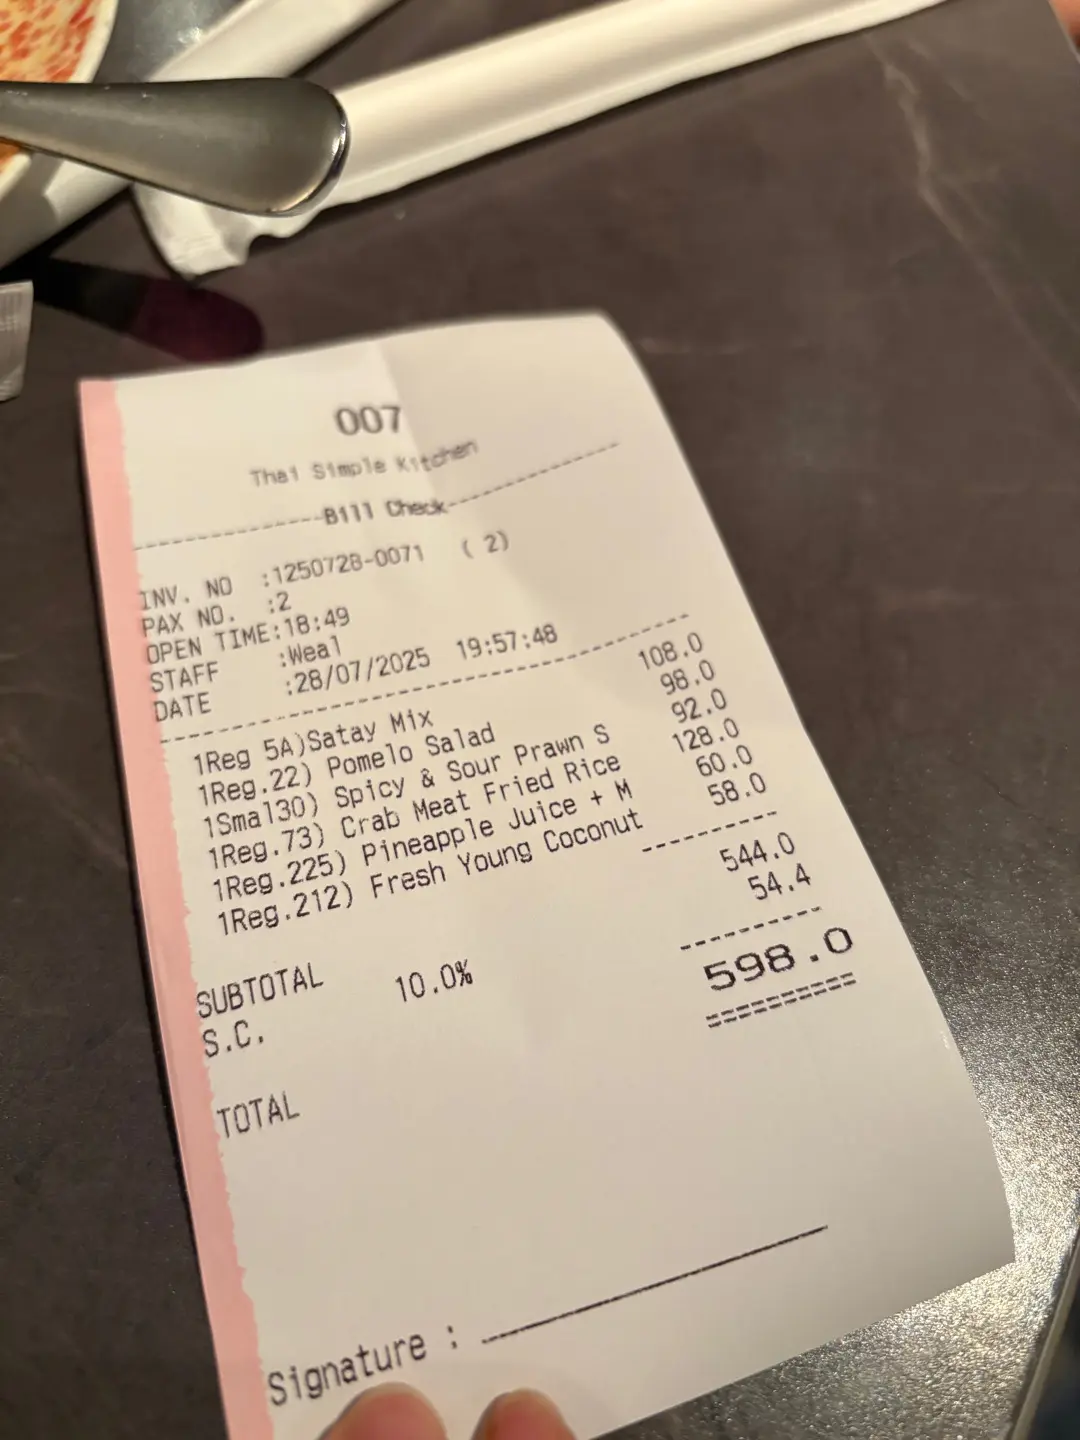 007
Thai Simple Kitchen
---------------Bill Check---------------
INV. NO :1250728-0071 ( 2)
PAX NO. :2
OPEN TIME:18:49
STAFF :Weal
DATE :28/07/2025 19:57:48
1Reg 5A)Satay Mix 108.0
1Reg.22) Pomelo Salad 98.0
1Smal30) Spicy & Sour Prawn S 92.0
1Reg.73) Crab Meat Fried Rice 128.0
1Reg.225) Pineapple Juice + M 60.0
1Reg.212) Fresh Young Coconut 58.0
SUBTOTAL 544.0
S.C. 10.0% 54.4
TOTAL 598.0
Signature :